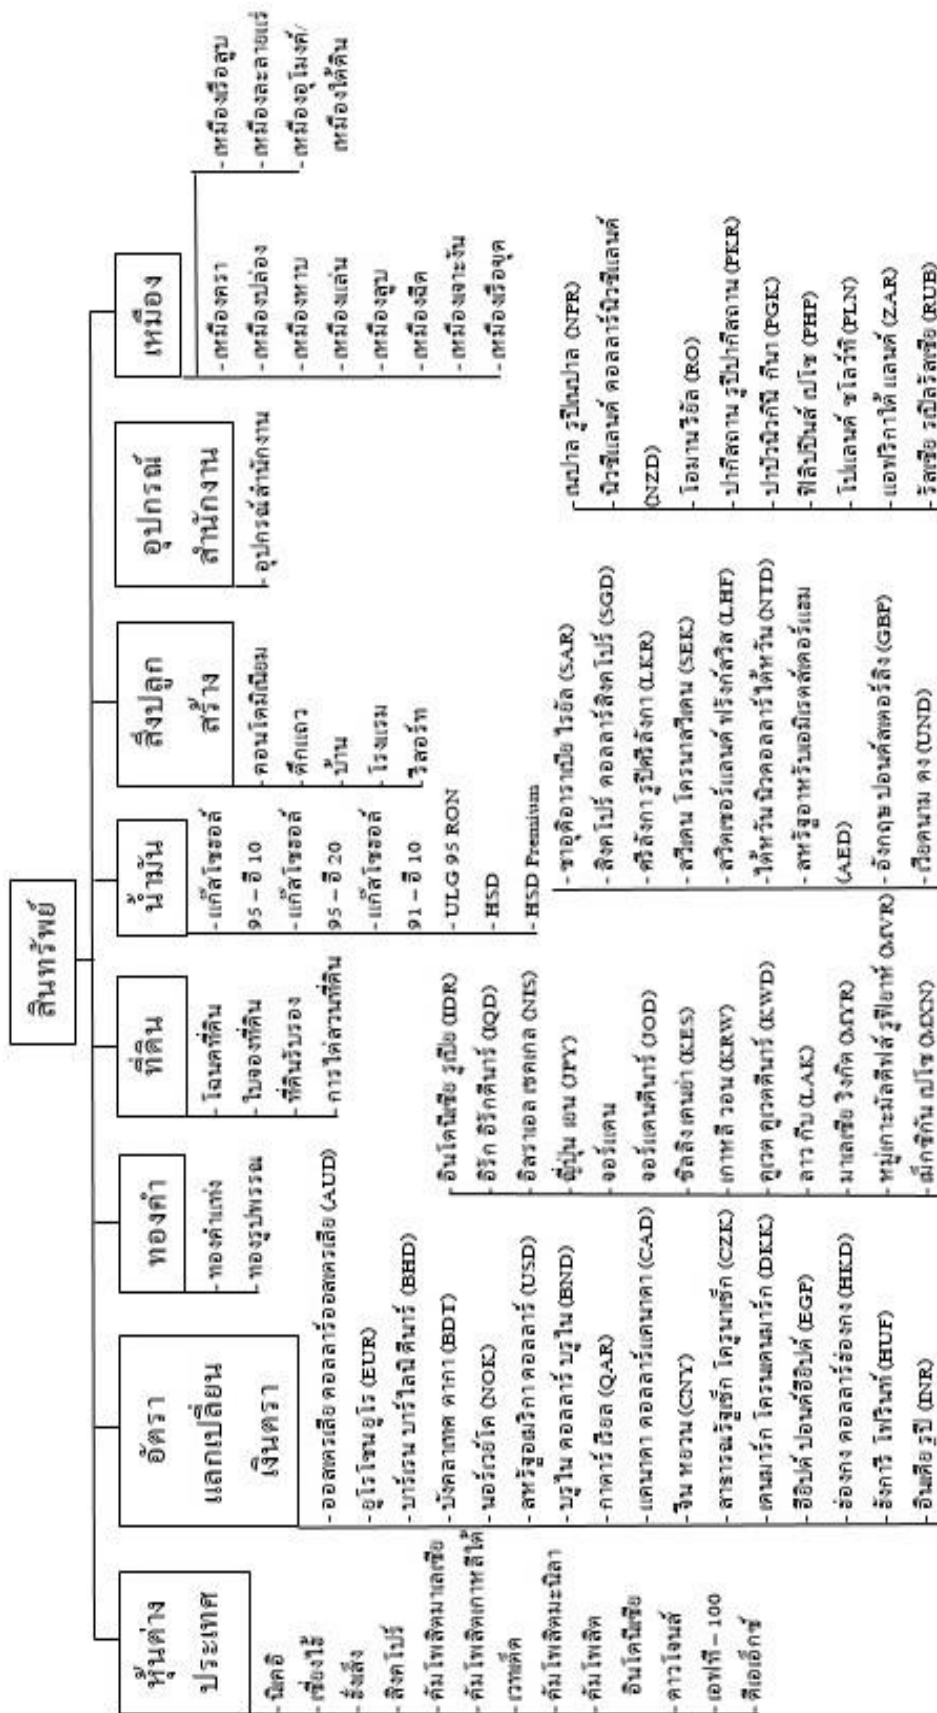 สินทรัพย์
หุ้นต่าง
ประเทศ
- นิเคอิ
- เซี่ยงไฮ้
- ฮั่งเส็ง
- สิงคโปร์
- คัมโพสิตมาเลเซีย
- คัมโพสิตเกาหลีใต้
- เวทเต็ด
- คัมโพสิตมะนิลา
- คัมโพสิต
อินโดนีเซีย
- ดาวโจนส์
- เอฟที – 100
- ดีเอเอ็กซ์
อัตรา
แลกเปลี่ยน
เงินตรา
- ออสเตรเลีย ดอลลาร์ออสเตรเลีย (AUD)
- ยูโรโซน ยูโร (EUR)
- บาร์เรน บาร์ไลนิ ดีนาร์ (BHD)
- บังคลาเทศ ตากา (BDT)
- นอร์เวย์โค (NOK)
- สหรัฐอเมริกา ดอลลาร์ (USD)
- บรูไน ดอลลาร์ บรูไน (BND)
- กาตาร์ เรียล (QAR)
- แคนาดา ดอลลาร์แคนาดา (CAD)
- จีน หยวน (CNY)
- สาธารณรัฐเช็ก โครูนาเช็ก (CZK)
- เดนมาร์ก โครนเดนมาร์ก (DKK)
- อียิปต์ ปอนด์อียิปต์ (EGP)
- ฮ่องกง ดอลลาร์ฮ่องกง (HKD)
- ฮังการี โฟรินท์ (HUF)
- อินเดีย รูปี (INR)
- อินโดนีเซีย รูเปีย (IDR)
- อิรัก อิรักดีนาร์ (IQD)
- อิสราเอล เชคเกล (NIS)
- ญี่ปุ่น เยน (JPY)
- จอร์แดน
จอร์แดนดีนาร์ (JOD)
- ชิลลิงเคนย่า (KES)
- เกาหลี วอน (KRW)
- คูเวต คูเวตดีนาร์ (KWD)
- ลาว กีบ (LAK)
- มาเลเซีย ริงกิต (MYR)
- หมู่เกาะมัลดีฟส์ รูฟียาห์ (MVR)
- เม็กซิกัน เปโซ (MXN)
- ซาอุดิอาราเบีย ไรยัล (SAR)
- สิงคโปร์ ดอลลาร์สิงคโปร์ (SGD)
- ศรีลังกา รูปีศรีลังกา (LKR)
- สวีเดน โครนาสวีเดน (SEK)
- สวิตเซอร์แลนด์ ฟรังก์สวิส (LHF)
- ไต้หวัน นิวดอลลาร์ไต้หวัน (NTD)
- สหรัฐอาหรับเอมิเรตส์เดอร์แฮม
(AED)
- อังกฤษ ปอนด์สเตอร์ลิง (GBP)
- เวียดนาม ดง (UND)
- เนปาล รูปีเนปาล (NPR)
- นิวซีแลนด์ ดอลลาร์นิวซีแลนด์
(NZD)
- โอมาน ริยัล (RO)
- ปากีสถาน รูปีปากีสถาน (PKR)
- ปาปัวนิวกินี กีนา (PGK)
- ฟิลิปปินส์ เปโซ (PHP)
- โปแลนด์ ซโลว์ที (PLN)
- แอฟริกาใต้ แลนด์ (ZAR)
- รัสเซีย รูเบิลรัสเซีย (RUB)
ทองคำ
- ทองคำแท่ง
- ทองรูปพรรณ
ที่ดิน
- โฉนดที่ดิน
- ใบจองที่ดิน
- ที่ดินรับรอง
- การไต่สวนที่ดิน
น้ำมัน
- แก๊สโซฮอล์
95 – อี 10
- แก๊สโซฮอล์
95 – อี 20
- แก๊สโซฮอล์
91 – อี 10
- ULG 95 RON
- HSD
- HSD Premium
สิ่งปลูก
สร้าง
- คอนโดมิเนียม
- ตึกแถว
- บ้าน
- โรงแรม
- รีสอร์ท
อุปกรณ์
สำนักงาน
- อุปกรณ์สำนักงาน
เหมือง
- เหมืองครา
- เหมืองปล่อง
- เหมืองหาบ
- เหมืองแล่น
- เหมืองสูบ
- เหมืองฉีด
- เหมืองเจาะงัน
- เหมืองเรือขุด
- เหมืองเรือสูบ
- เหมืองละลายแร่
- เหมืองอุโมงค์/
เหมืองใต้ดิน